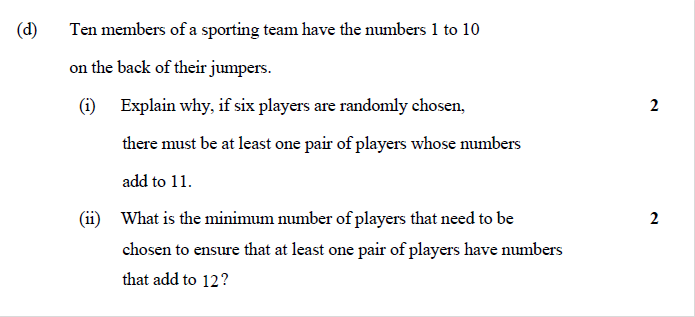 (d) Ten members of a sporting team have the numbers 1 to 10
on the back of their jumpers.
(i) Explain why, if six players are randomly chosen, 2
there must be at least one pair of players whose numbers
add to 11.
(ii) What is the minimum number of players that need to be 2
chosen to ensure that at least one pair of players have numbers
that add to 12?